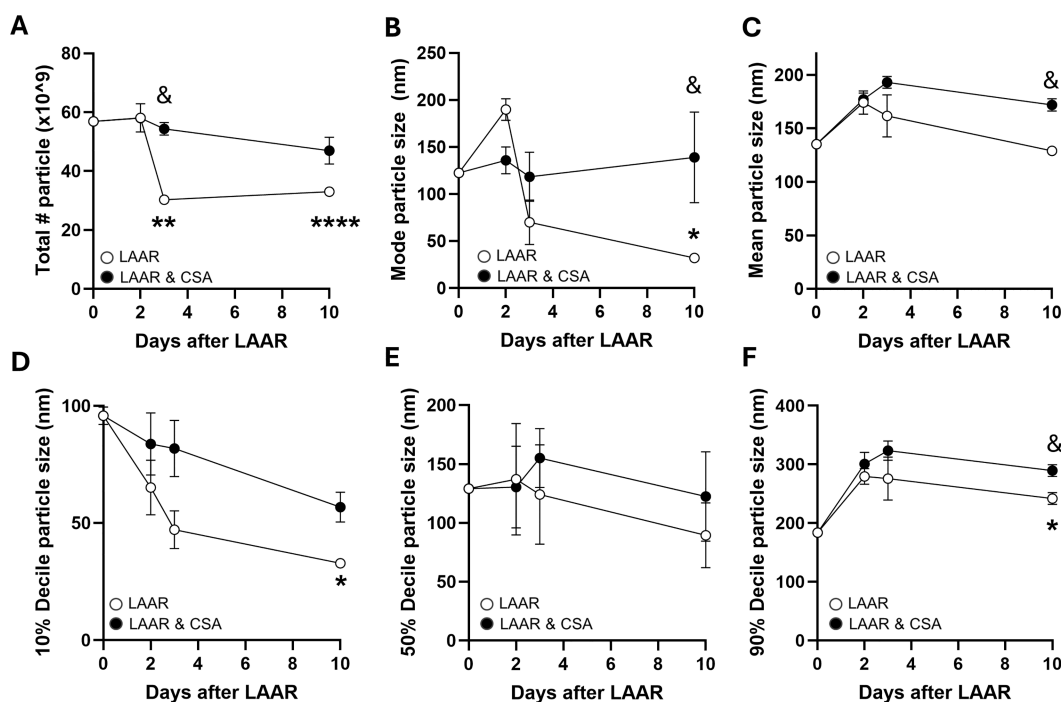 A
Total # particle (x10^9)
80
60
40
20
0
&
**
****
LAAR
LAAR & CSA
0 2 4 6 8 10
Days after LAAR
B
Mode particle size (nm)
250
200
150
100
50
0
&
*
LAAR
LAAR & CSA
0 2 4 6 8 10
Days after LAAR
C
Mean particle size (nm)
200
150
100
50
0
&
LAAR
LAAR & CSA
0 2 4 6 8 10
Days after LAAR
D
10% Decile particle size (nm)
100
50
0
*
LAAR
LAAR & CSA
0 2 4 6 8 10
Days after LAAR
E
50% Decile particle size (nm)
200
150
100
50
0
LAAR
LAAR & CSA
0 2 4 6 8 10
Days after LAAR
F
90% Decile particle size (nm)
400
300
200
100
0
&
*
LAAR
LAAR & CSA
0 2 4 6 8 10
Days after LAAR